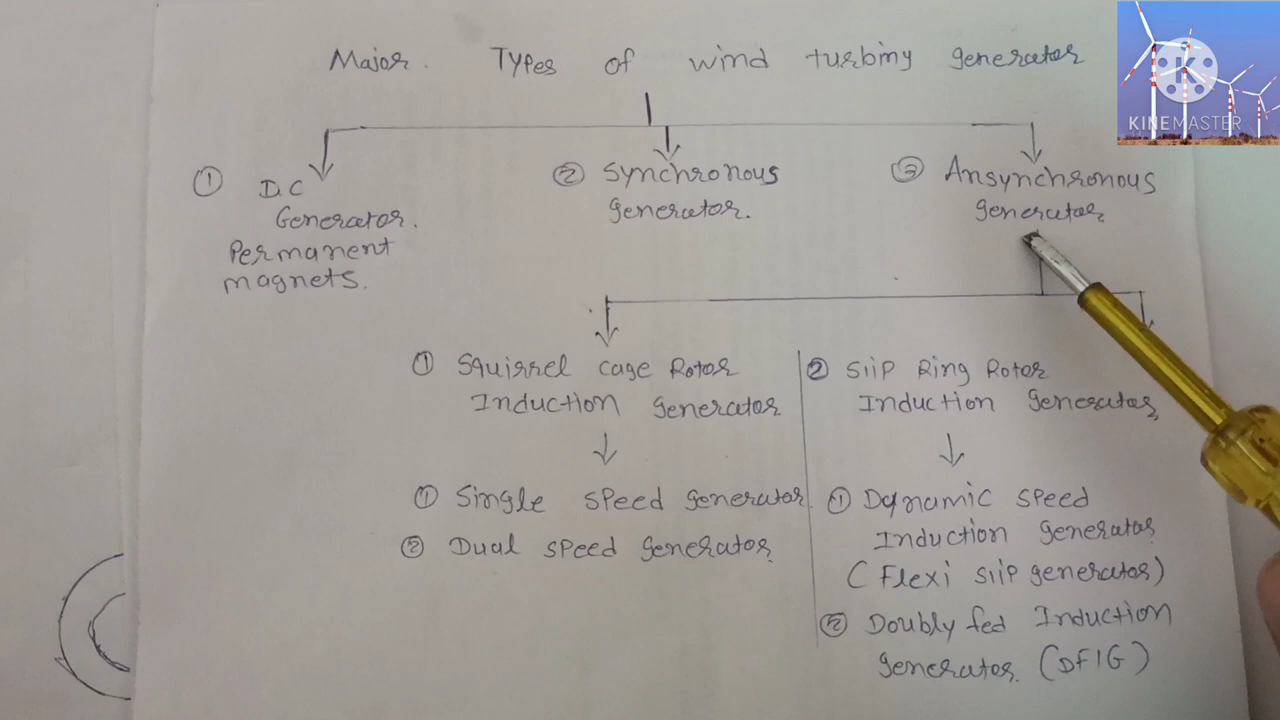 Major. Types of wind turbiny generator
KINEMASTER
① D.C
Generator.
Permanent
magnets.
② Synchronous
generator.
③ Ansynchronous
generator
① Squirrel cage Rotor
Induction generator
① Single speed generator.
② Dual speed generator.
② Slip Ring Rotor
Induction generator
① Dynamic speed
Induction generator
(Flexi slip generator)
② Doubly fed Induction
generator. (DFIG)